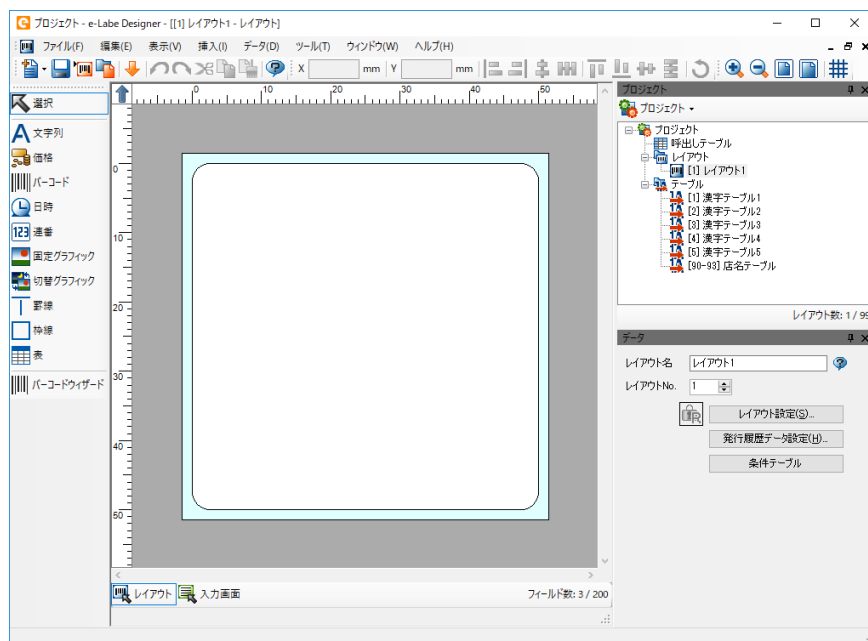 プロジェクト - e-Labe Designer - [[1] レイアウト1 - レイアウト]
ファイル(F) 編集(E) 表示(V) 挿入(I) データ(D) ツール(T) ウィンドウ(W) ヘルプ(H)
X mm Y mm
選択
文字列
価格
バーコード
日時
連番
固定グラフィック
切替グラフィック
罫線
枠線
表
バーコードウィザード
0 10 20 30 40 50
0
10
20
30
40
50
レイアウト 入力画面 フィールド数: 3 / 200
プロジェクト
プロジェクト
プロジェクト
呼出しテーブル
レイアウト
[1] レイアウト1
テーブル
[1] 漢字テーブル1
[2] 漢字テーブル2
[3] 漢字テーブル3
[4] 漢字テーブル4
[5] 漢字テーブル5
[90-93] 店名テーブル
レイアウト数: 1 / 99
データ
レイアウト名 レイアウト1
レイアウトNo. 1
レイアウト設定(S)...
発行履歴データ設定(H)...
条件テーブル